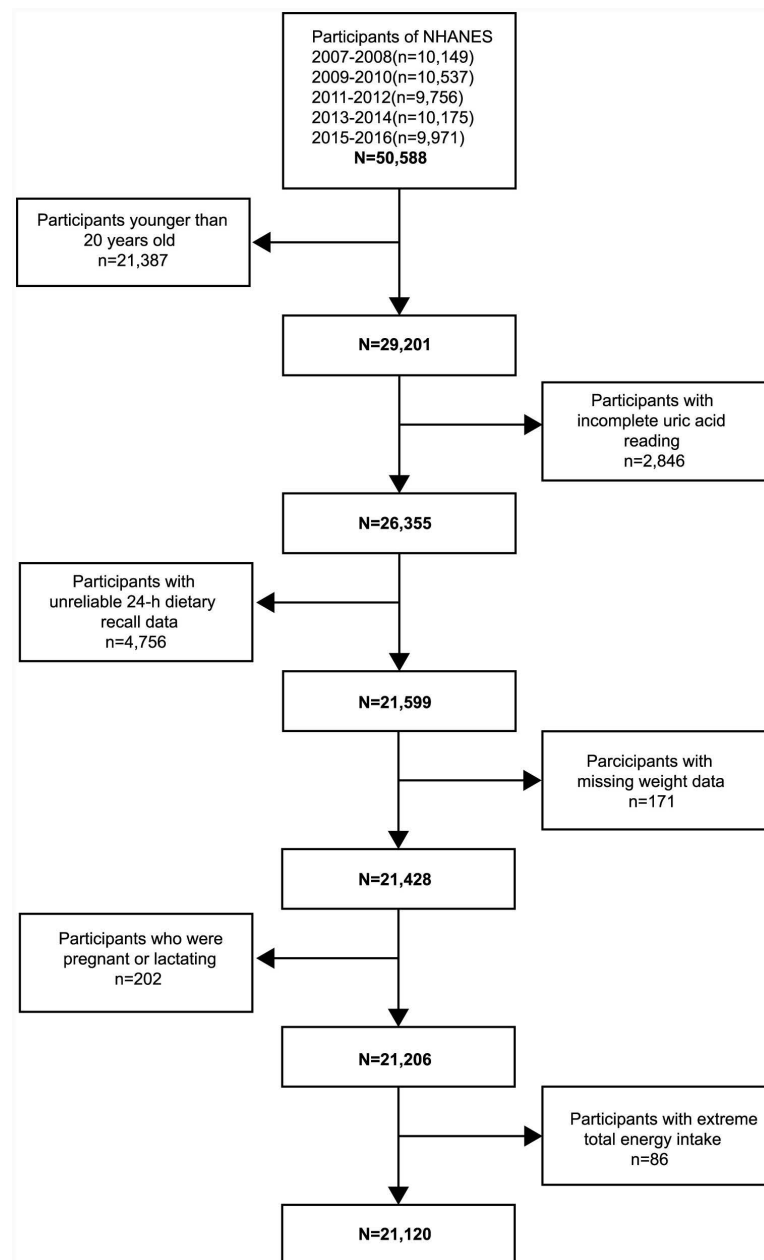 Participants of NHANES
2007-2008(n=10,149)
2009-2010(n=10,537)
2011-2012(n=9,756)
2013-2014(n=10,175)
2015-2016(n=9,971)
N=50,588
Participants younger than
20 years old
n=21,387
N=29,201
Participants with
incomplete uric acid
reading
n=2,846
N=26,355
Participants with
unreliable 24-h dietary
recall data
n=4,756
N=21,599
Parcicipants with
missing weight data
n=171
N=21,428
Participants who were
pregnant or lactating
n=202
N=21,206
Participants with extreme
total energy intake
n=86
N=21,120